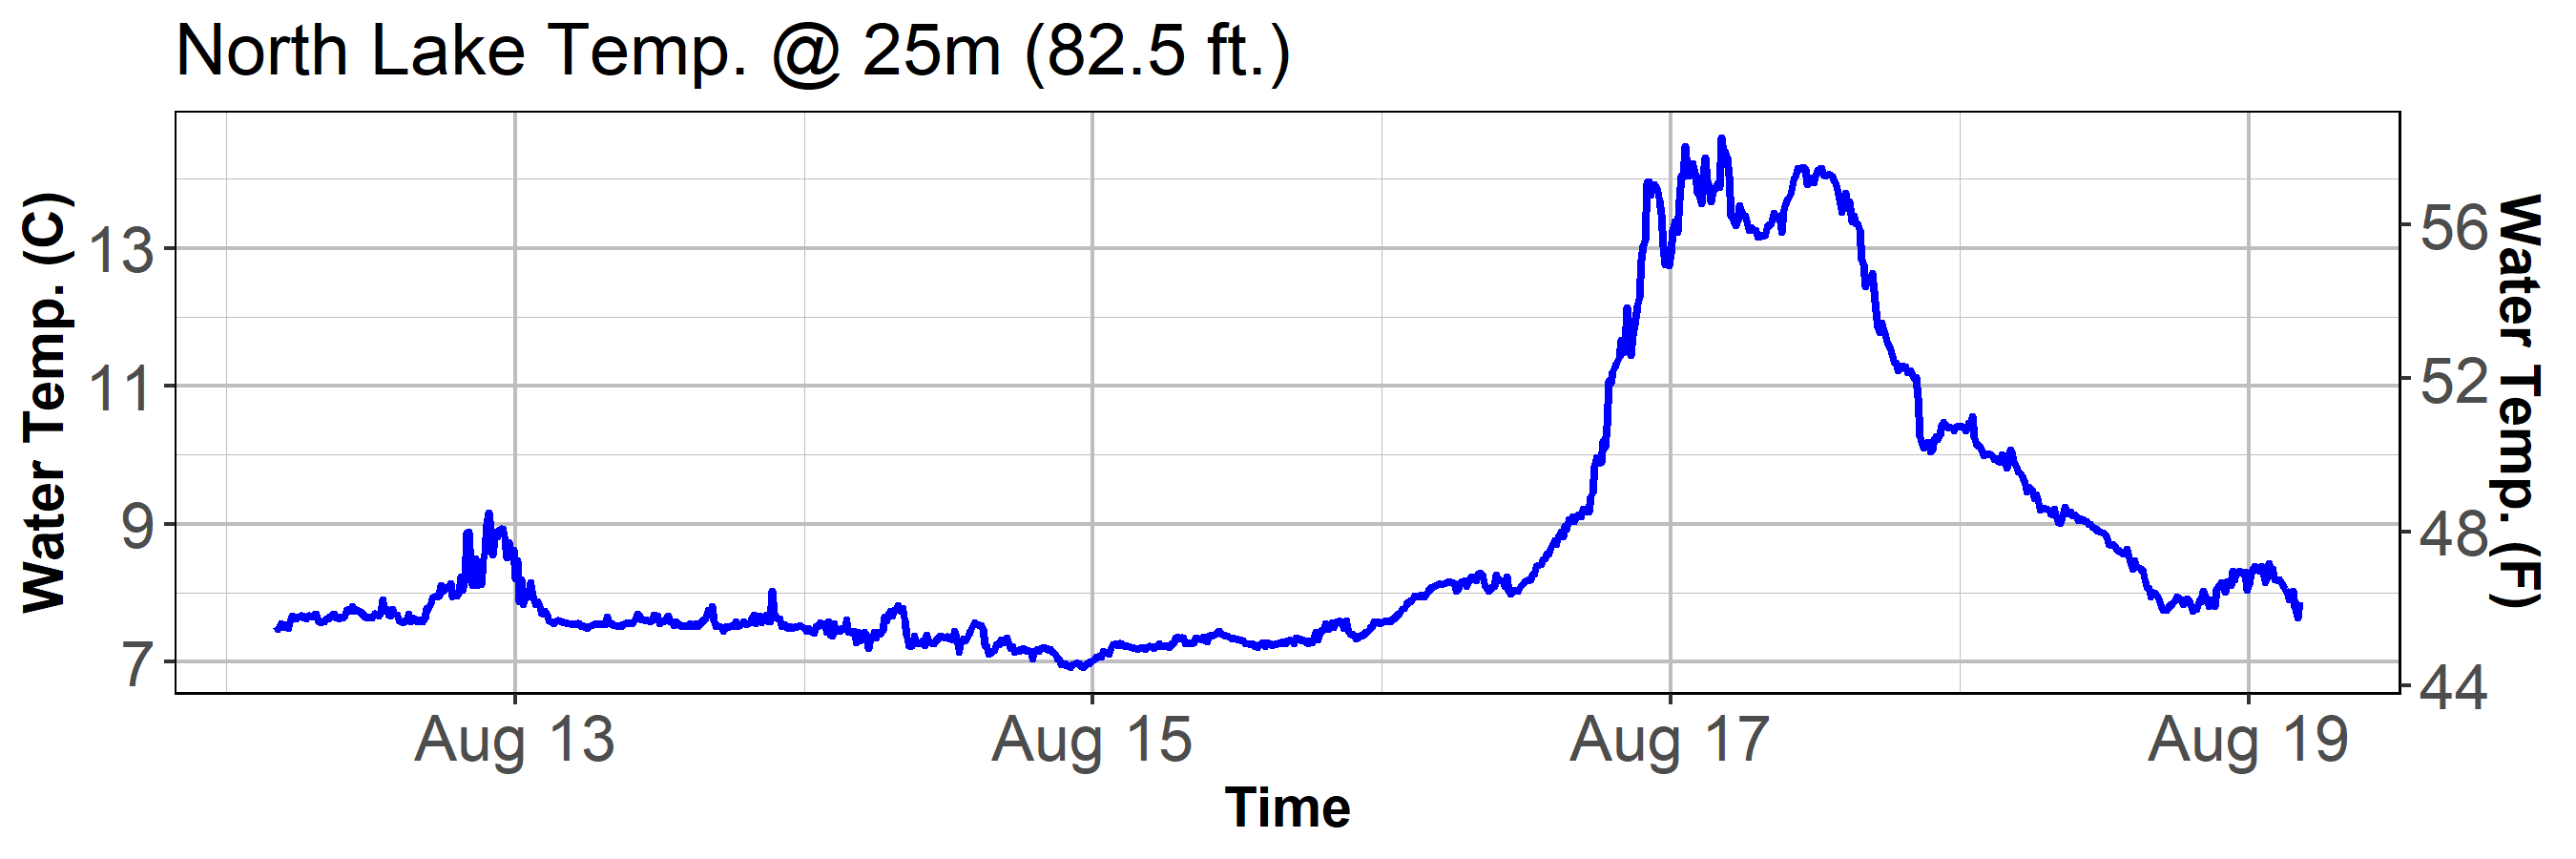 North Lake Temp. @ 25m (82.5 ft.)
Water Temp. (C)
13
11
9
7
56
52
48
44
Water Temp. (F)
Aug 13
Aug 15
Aug 17
Aug 19
Time